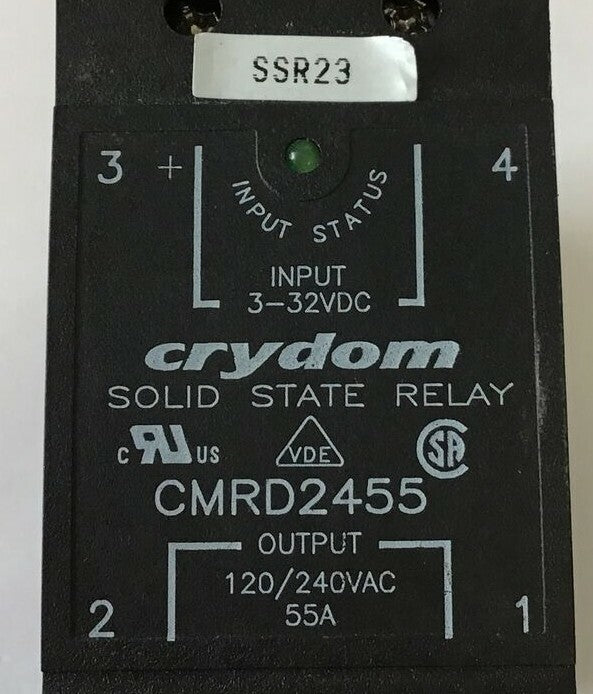 SSR23
3 + 4
INPUT STATUS
INPUT
3-32VDC
crydom
SOLID STATE RELAY
c RU US VDE SA
CMRD2455
OUTPUT
120/240VAC
55A
2 1